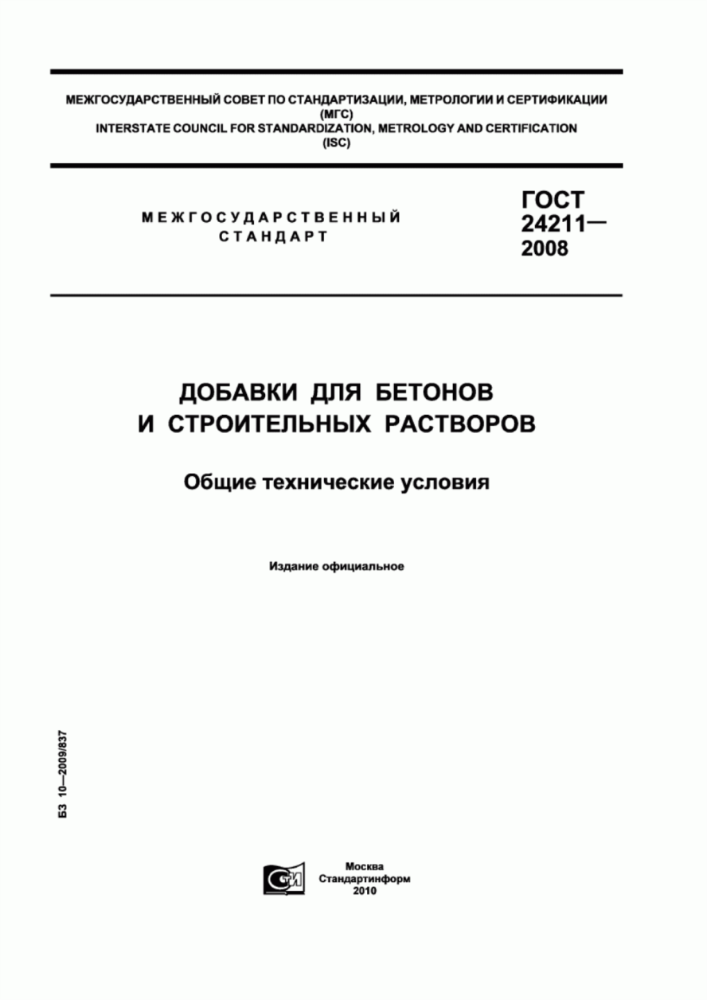 МЕЖГОСУДАРСТВЕННЫЙ СОВЕТ ПО СТАНДАРТИЗАЦИИ, МЕТРОЛОГИИ И СЕРТИФИКАЦИИ
(МГС)
INTERSTATE COUNCIL FOR STANDARDIZATION, METROLOGY AND CERTIFICATION
(ISC)
МЕЖГОСУДАРСТВЕННЫЙ
СТАНДАРТ
ГОСТ
24211—
2008
ДОБАВКИ ДЛЯ БЕТОНОВ
И СТРОИТЕЛЬНЫХ РАСТВОРОВ
Общие технические условия
Издание официальное
БЗ 10—2009/837
Сти
Москва
Стандартинформ
2010